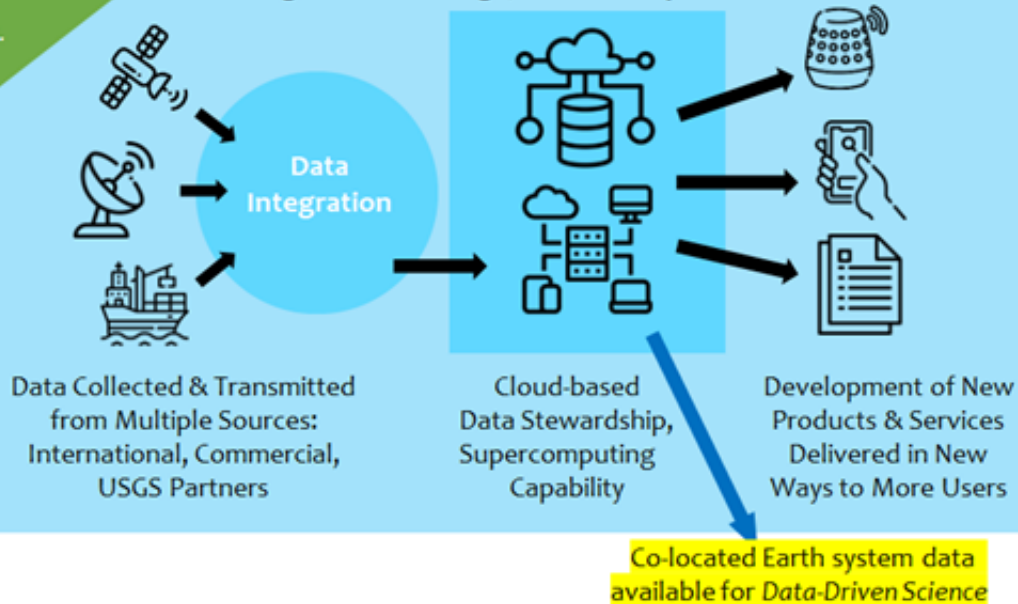 Data
Integration
Data Collected & Transmitted
from Multiple Sources:
International, Commercial,
USGS Partners
Cloud-based
Data Stewardship,
Supercomputing
Capability
Development of New
Products & Services
Delivered in New
Ways to More Users
Co-located Earth system data
available for Data-Driven Science